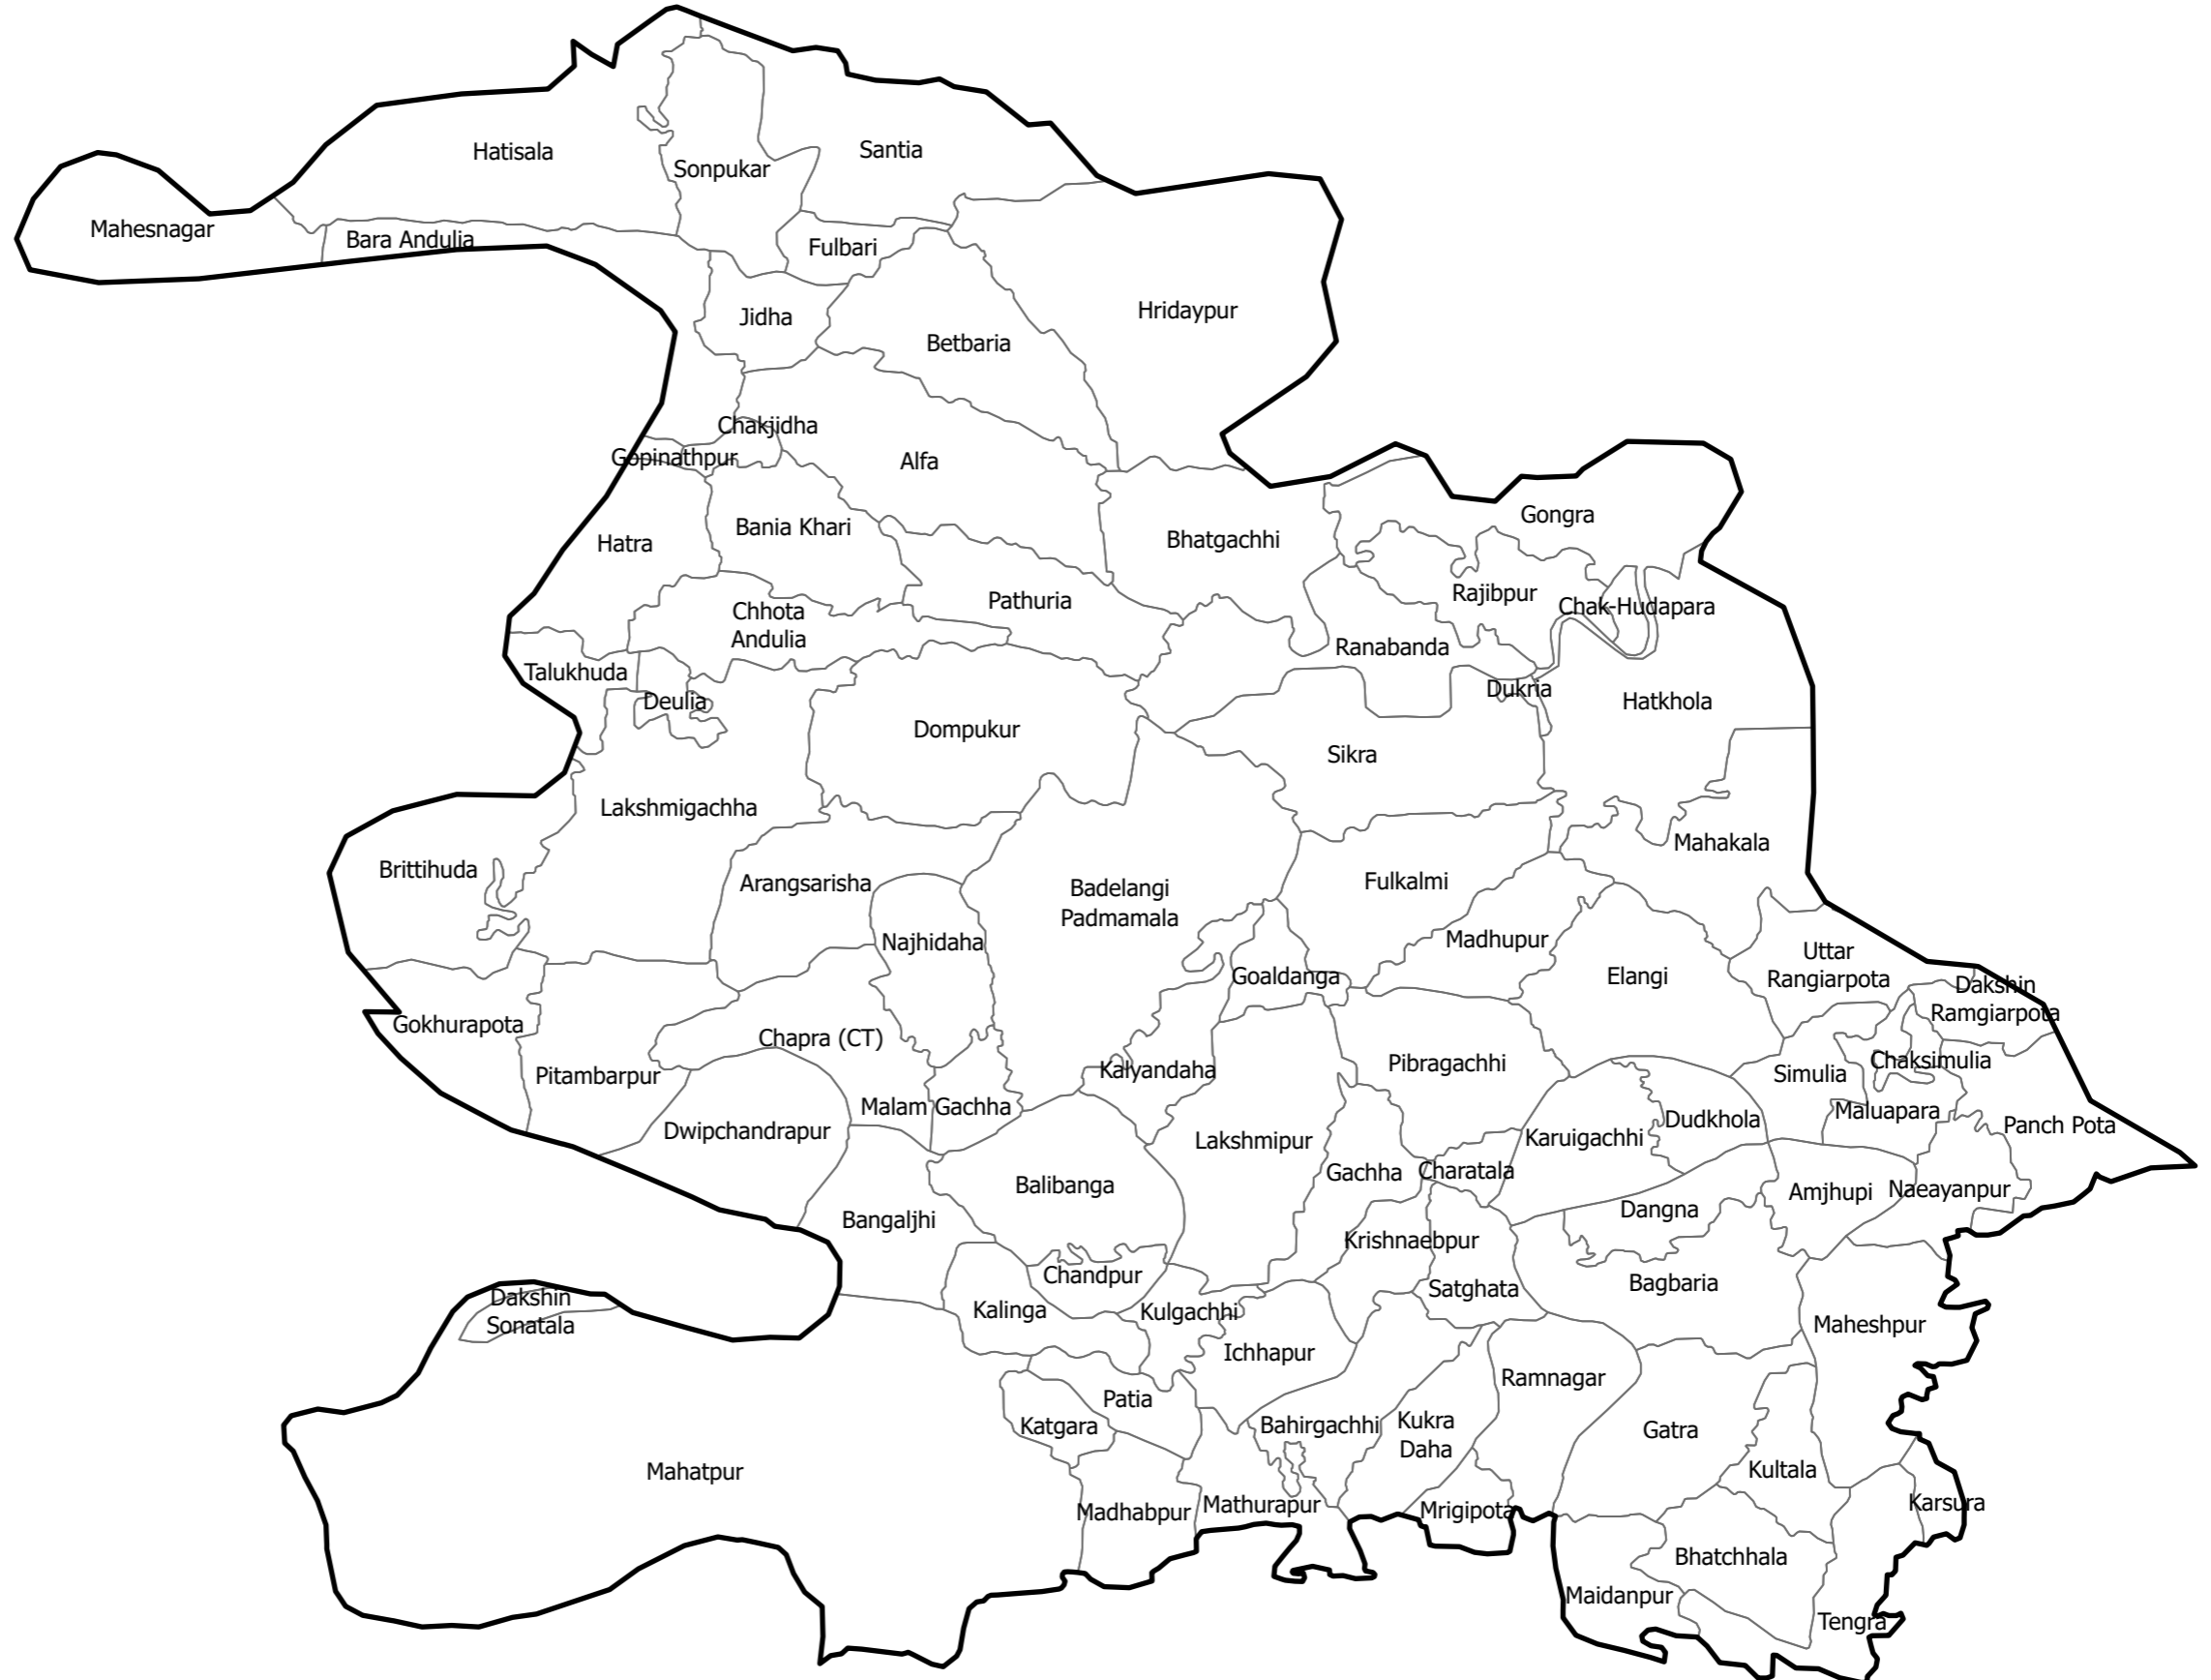 Hatisala
Santia
Sonpukar
Mahesnagar
Bara Andulia
Fulbari
Hridaypur
Jidha
Betbaria
Chakjidha
Gopinathpur
Alfa
Gongra
Bania Khari
Hatra
Bhatgachhi
Rajibpur
Pathuria
Chak-Hudapara
Chhota
Andulia
Ranabanda
Talukhuda
Dukria
Deulia
Hatkhola
Dompukur
Sikra
Lakshmigachha
Mahakala
Brittihuda
Arangsarisha
Fulkalmi
Badelangi
Padmamala
Najhidaha
Madhupur
Uttar
Rangiarpota
Goaldanga
Elangi
Dakshin
Ramgiarpota
Gokhurapota
Chapra (CT)
Chaksimulia
Pibragachhi
Kalyandaha
Pitambarpur
Simulia
Malam Gachha
Maluapara
Dudkhola
Panch Pota
Dwipchandrapur
Karuigachhi
Lakshmipur
Gachha
Charatala
Balibanga
Amjhupi
Naeayanpur
Dangna
Bangaljhi
Krishnaebpur
Chandpur
Bagbaria
Satghata
Dakshin
Sonatala
Kalinga
Kulgachhi
Maheshpur
Ichhapur
Ramnagar
Patia
Katgara
Bahirgachhi
Kukra
Daha
Gatra
Mahatpur
Kultala
Karsura
Mathurapur
Madhabpur
Mrigipota
Bhatchhala
Maidanpur
Tengra